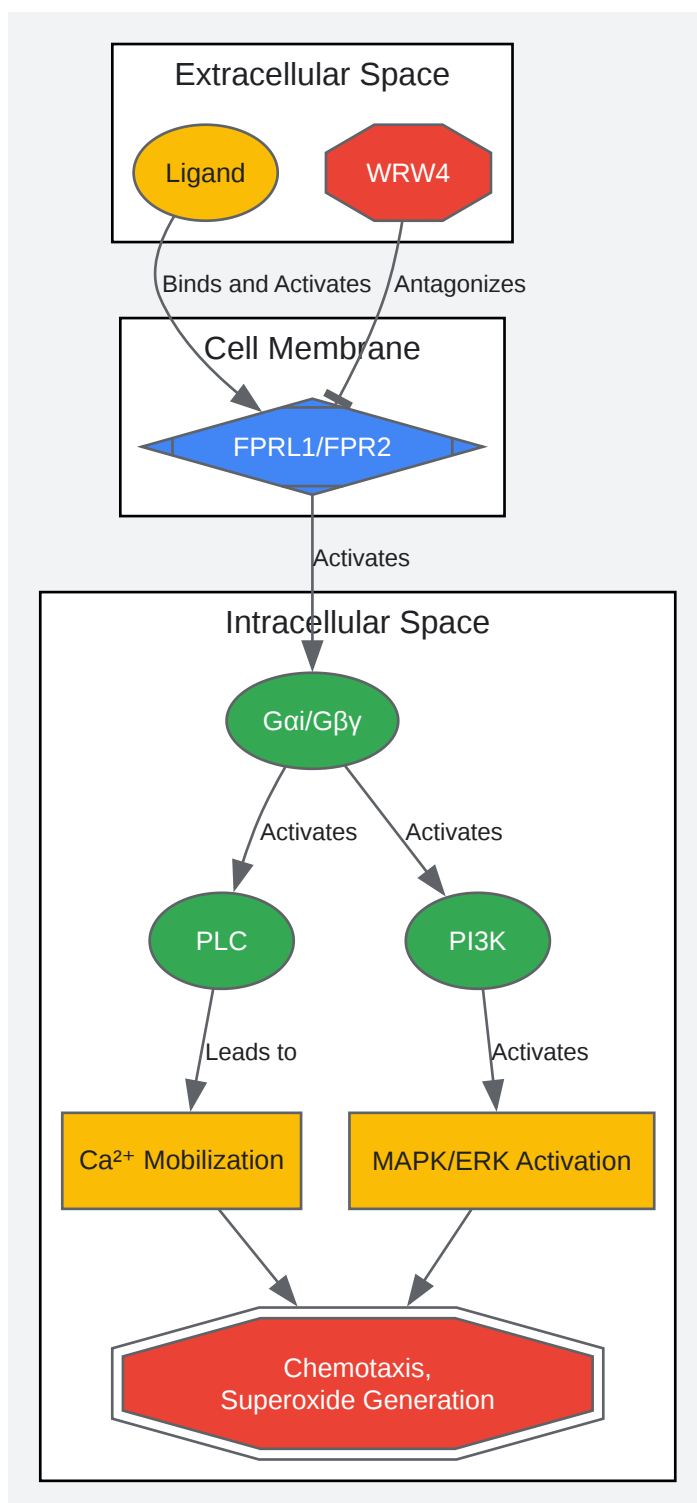 Extracellular Space
Ligand
WRW4
Binds and Activates
Antagonizes
Cell Membrane
FPRL1/FPR2
Activates
Intracellular Space
Gαi/Gβγ
Activates
Activates
PLC
PI3K
Leads to
Activates
Ca²⁺ Mobilization
MAPK/ERK Activation
Chemotaxis,
Superoxide Generation